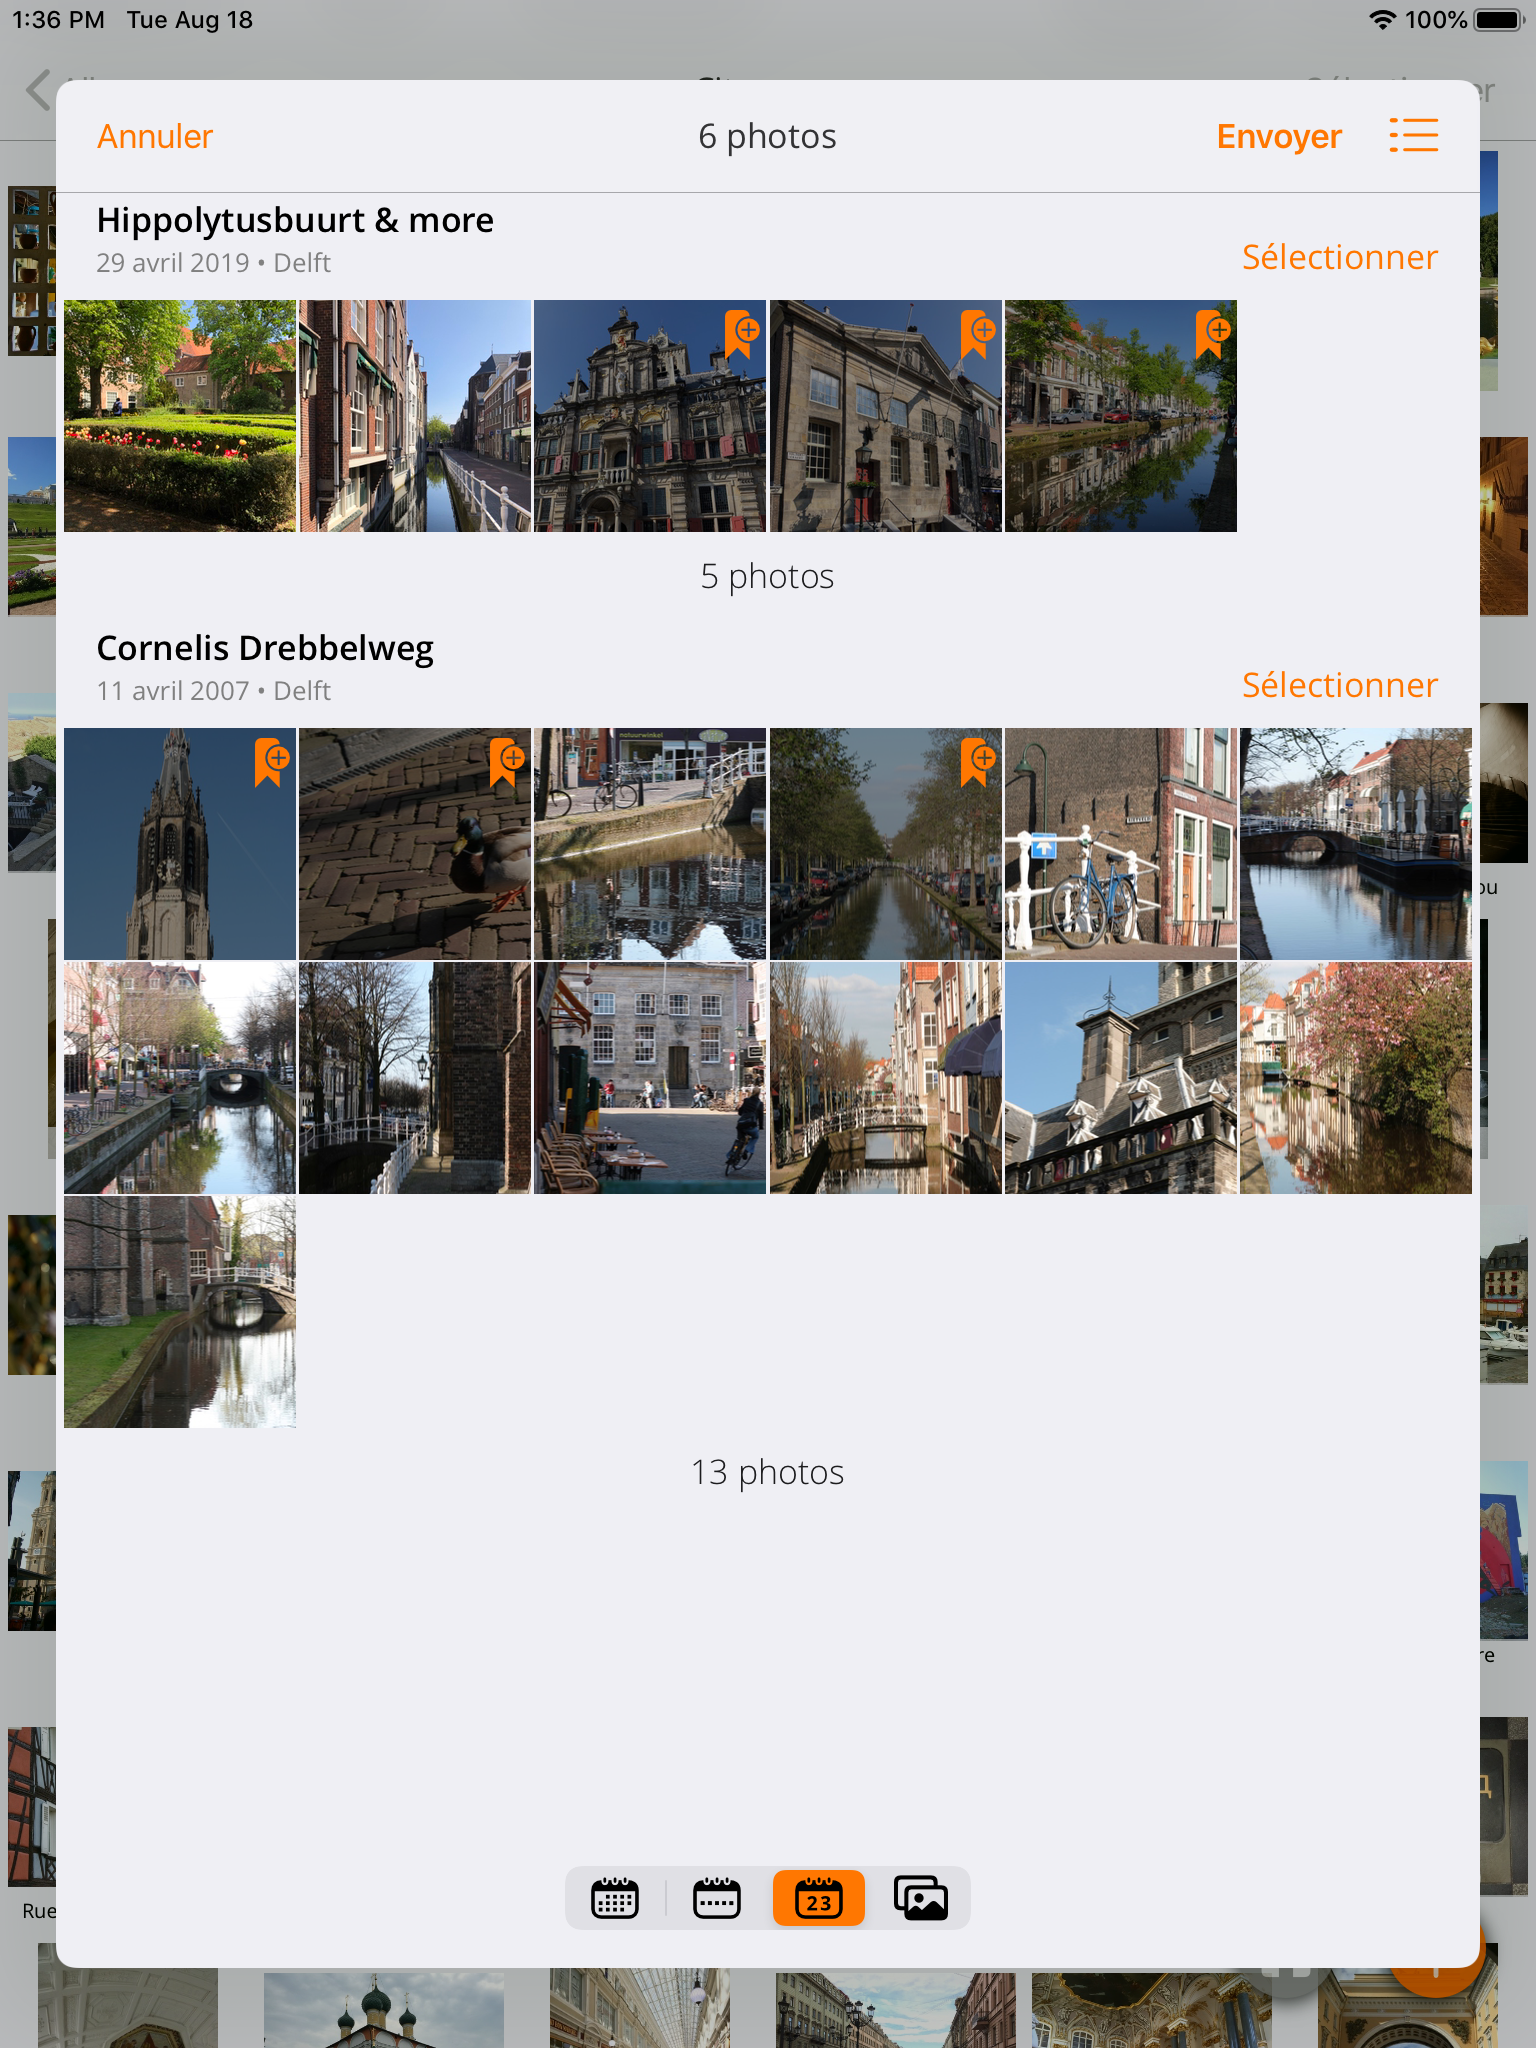 1:36 PM Tue Aug 18 100%
Annuler 6 photos Envoyer
Hippolytusbuurt & more
29 avril 2019 • Delft
Sélectionner
5 photos
Cornelis Drebbelweg
11 avril 2007 • Delft
Sélectionner
natuurwinkel
13 photos
Rue
23